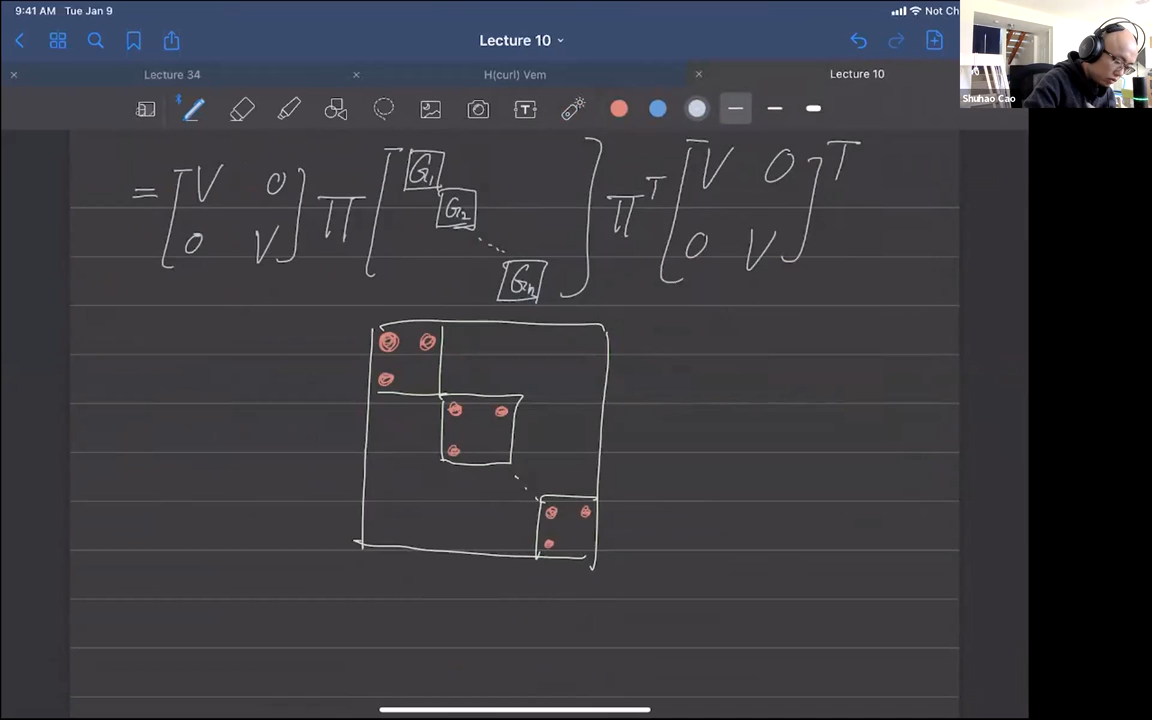 9:41 AM Tue Jan 9
Not Ch
Lecture 10
Lecture 34
H(curl) Vem
Lecture 10
Shuhao Cao
= [V 0 0 V] Π [G₁ G₂ ⋱ Gₙ] Πᵀ [V 0 0 V]ᵀ